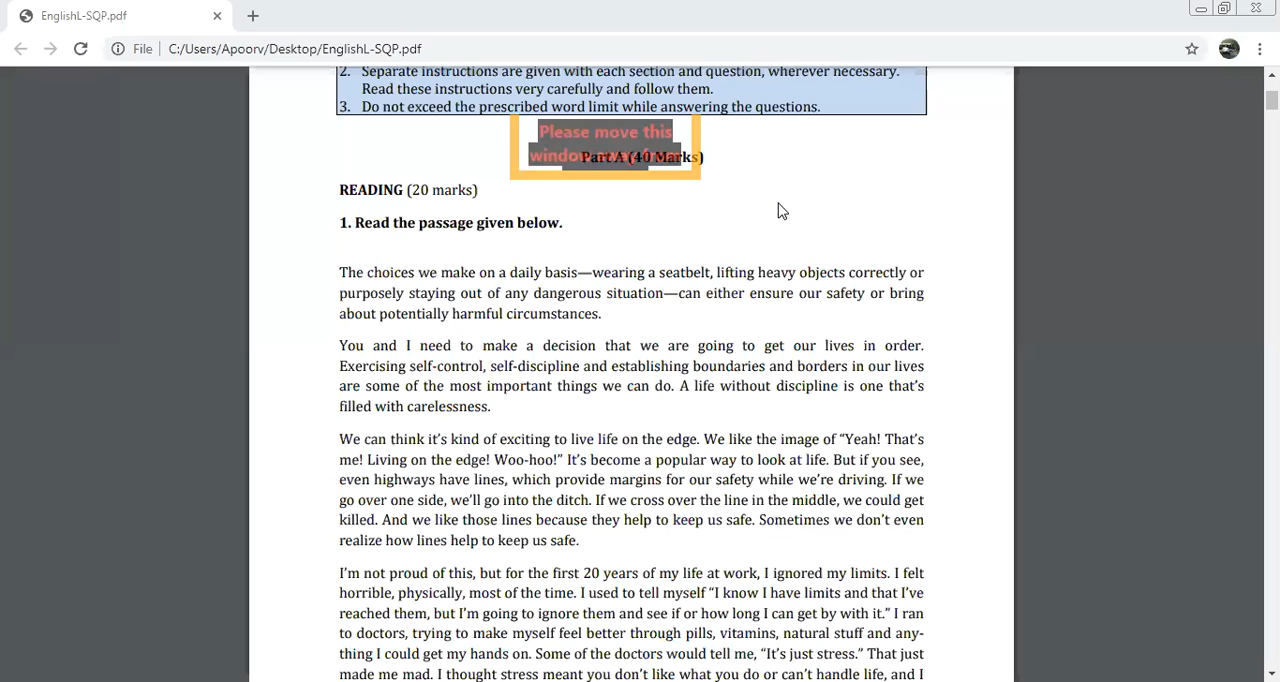 EnglishL-SQP.pdf
File | C:/Users/Apoorv/Desktop/EnglishL-SQP.pdf
2. Separate instructions are given with each section and question, wherever necessary.
Read these instructions very carefully and follow them.
3. Do not exceed the prescribed word limit while answering the questions.
Please move this
window away from
Part A (40 Marks)
READING (20 marks)
1. Read the passage given below.
The choices we make on a daily basis—wearing a seatbelt, lifting heavy objects correctly or
purposely staying out of any dangerous situation—can either ensure our safety or bring
about potentially harmful circumstances.
You and I need to make a decision that we are going to get our lives in order.
Exercising self-control, self-discipline and establishing boundaries and borders in our lives
are some of the most important things we can do. A life without discipline is one that's
filled with carelessness.
We can think it's kind of exciting to live life on the edge. We like the image of “Yeah! That's
me! Living on the edge! Woo-hoo!” It's become a popular way to look at life. But if you see,
even highways have lines, which provide margins for our safety while we're driving. If we
go over one side, we'll go into the ditch. If we cross over the line in the middle, we could get
killed. And we like those lines because they help to keep us safe. Sometimes we don't even
realize how lines help to keep us safe.
I'm not proud of this, but for the first 20 years of my life at work, I ignored my limits. I felt
horrible, physically, most of the time. I used to tell myself “I know I have limits and that I've
reached them, but I'm going to ignore them and see if or how long I can get by with it.” I ran
to doctors, trying to make myself feel better through pills, vitamins, natural stuff and any-
thing I could get my hands on. Some of the doctors would tell me, “It's just stress.” That just
made me mad. I thought stress meant you don't like what you do or can't handle life, and I